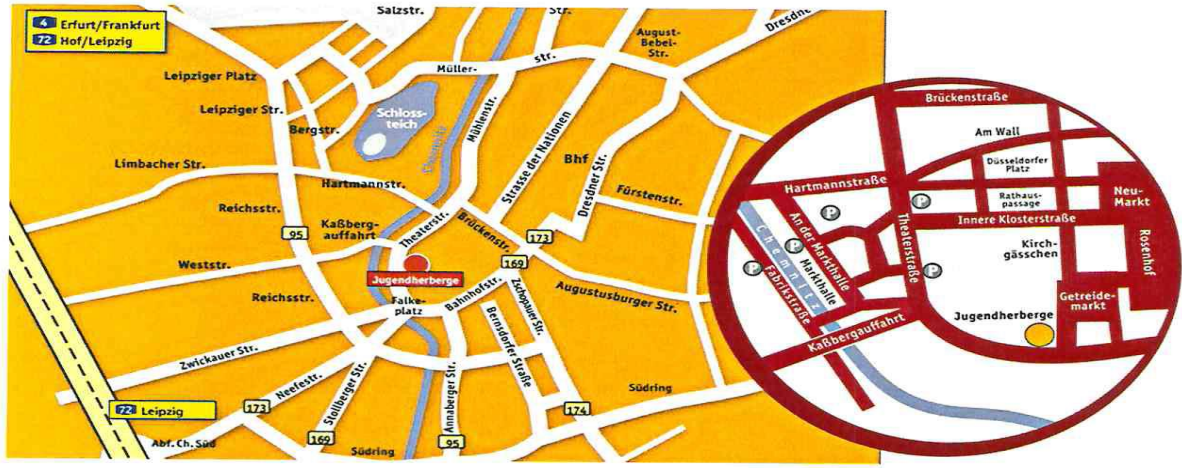 4 Erfurt/Frankfurt
72 Hof/Leipzig
Salzstr.
Str.
August-
Bebel-
Str.
Dresdner
Leipziger Platz
Müller-
str.
Leipziger Str.
Schloss-
teich
Bergstr.
Chemnitz
Mühlenstr.
Strasse der Nationen
Bhf
Dresdner Str.
Limbacher Str.
Hartmannstr.
Fürstenstr.
Reichsstr.
Kaßberg-
auffahrt
Theaterstr.
Brückenstr.
95
173
169
Weststr.
Jugendherberge
Reichsstr.
Falke-
platz
Bahnhofstr.
Zschopauer Str.
Augustusburger Str.
Bernsdorfer Straße
Zwickauer Str.
Neefestr.
Stollberger Str.
Annaberger Str.
Südring
72 Leipzig
173
174
169
95
Abf. Ch. Süd
Südring
Brückenstraße
Am Wall
Düsseldorfer
Platz
Hartmannstraße
Rathaus-
passage
Neu-
Markt
P
P
Innere Klosterstraße
An der Markthalle
Theaterstraße
Chemnitz
P
Markthalle
Kirch-
gässchen
Rosenhof
P
Fabrikstraße
P
Getreide-
markt
Jugendherberge
Kaßbergauffahrt